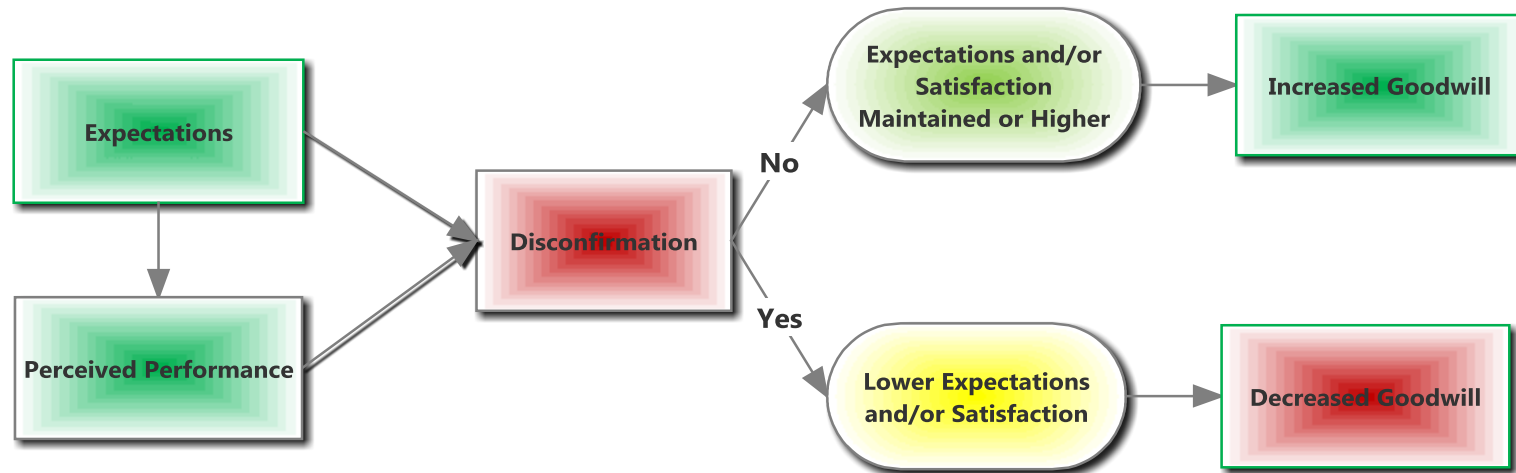 Expectations
Perceived Performance
Disconfirmation
No
Yes
Expectations and/or
Satisfaction
Maintained or Higher
Increased Goodwill
Lower Expectations
and/or Satisfaction
Decreased Goodwill